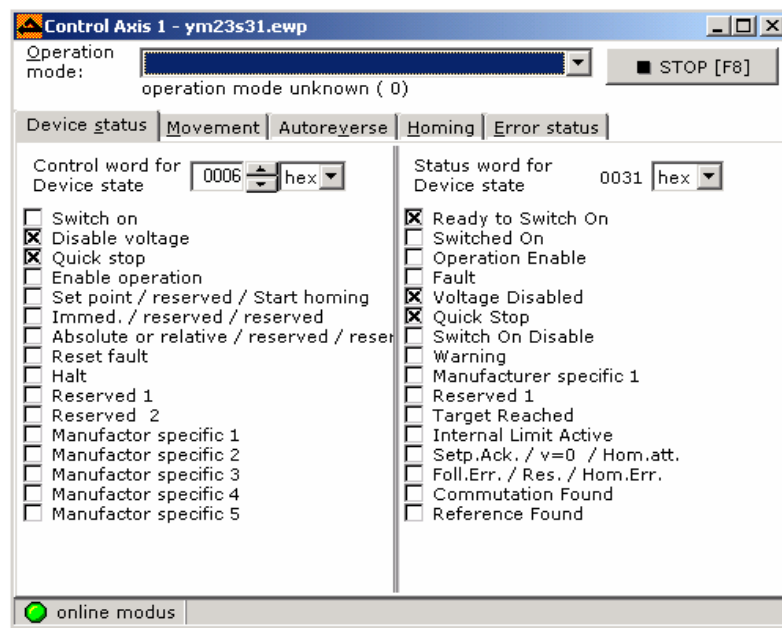 Control Axis 1 - ym23s31.ewp
Operation mode:
STOP [F8]
operation mode unknown ( 0)
Device status
Movement
Autoreverse
Homing
Error status
Control word for Device state
0006
hex
Switch on
Disable voltage
Quick stop
Enable operation
Set point / reserved / Start homing
Immed. / reserved / reserved
Absolute or relative / reserved / reser
Reset fault
Halt
Reserved 1
Reserved  2
Manufactor specific 1
Manufactor specific 2
Manufactor specific 3
Manufactor specific 4
Manufactor specific 5
Status word for Device state
0031
hex
Ready to Switch On
Switched On
Operation Enable
Fault
Voltage Disabled
Quick Stop
Switch On Disable
Warning
Manufacturer specific 1
Reserved 1
Target Reached
Internal Limit Active
Setp.Ack. / v=0  / Hom.att.
Foll.Err. / Res. / Hom.Err.
Commutation Found
Reference Found
online modus